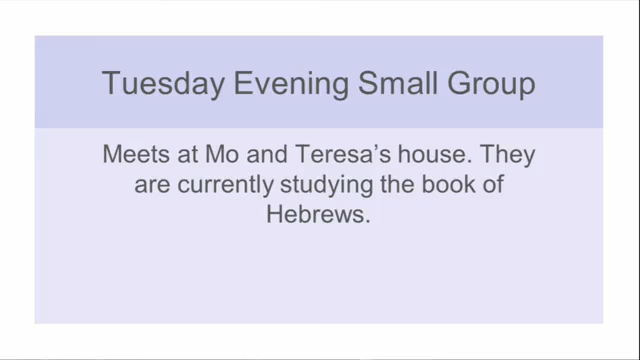 Tuesday Evening Small Group
Meets at Mo and Teresa’s house. They
are currently studying the book of
Hebrews.